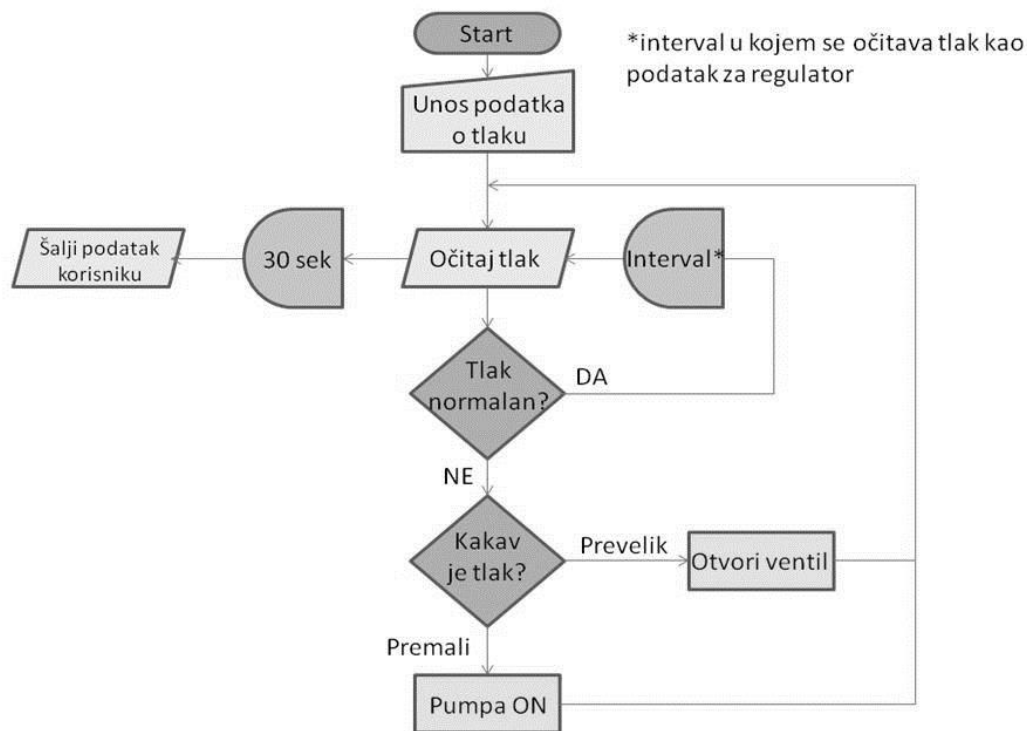 Start
*interval u kojem se očitava tlak kao
podatak za regulator
Unos podatka
o tlaku
Šalji podatak
korisniku
30 sek
Očitaj tlak
Interval*
Tlak
normalan?
DA
NE
Kakav
je tlak?
Prevelik
Otvori ventil
Premali
Pumpa ON